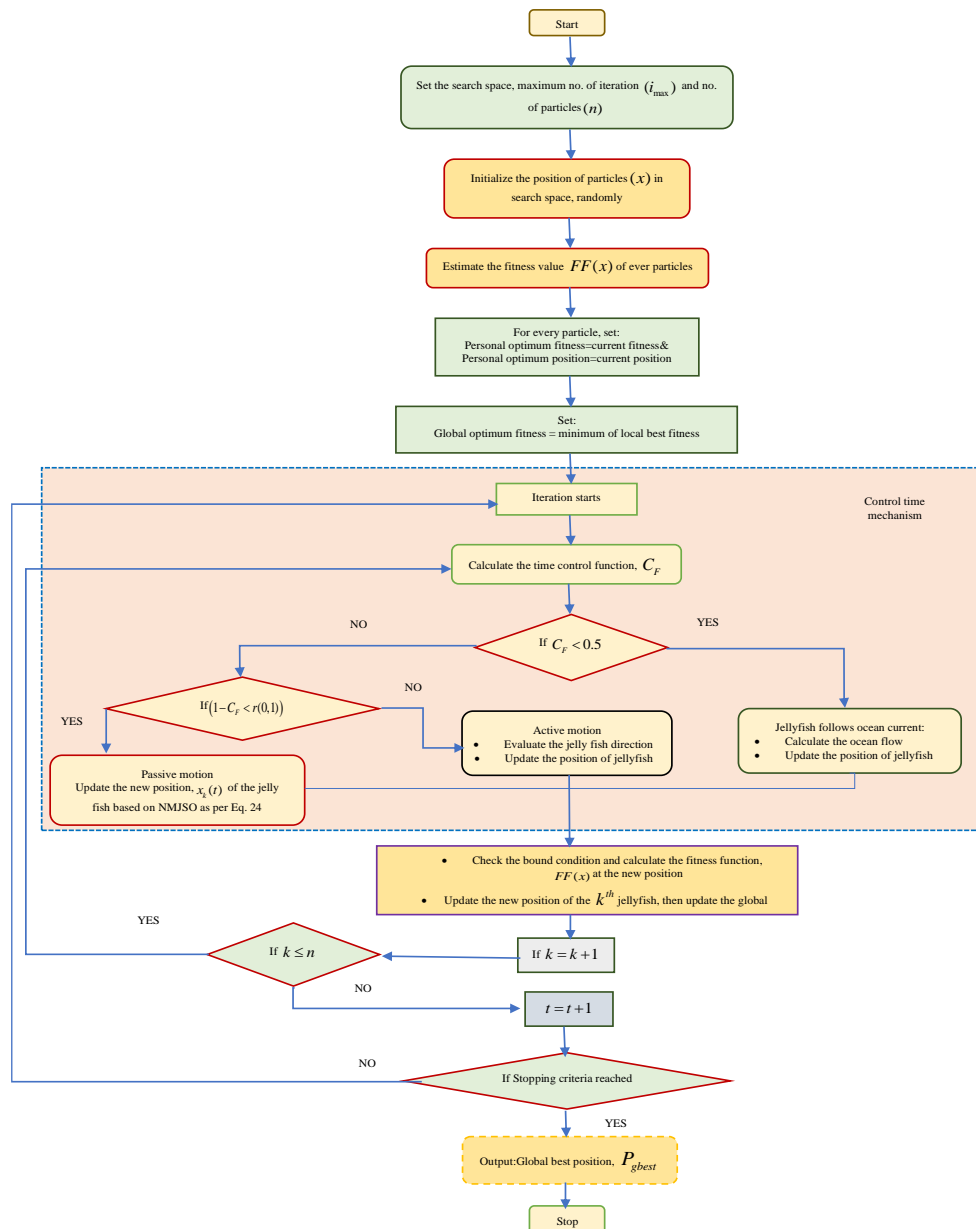 Start
Set the search space, maximum no. of iteration (i_max) and no.
of particles (n)
Initialize the position of particles (x) in
search space, randomly
Estimate the fitness value FF(x) of ever particles
For every particle, set:
Personal optimum fitness=current fitness&
Personal optimum position=current position
Set:
Global optimum fitness = minimum of local best fitness
Iteration starts
Control time
mechanism
Calculate the time control function, C_F
If C_F < 0.5
NO
YES
If (1−C_F < r(0,1))
NO
YES
Active motion
• Evaluate the jelly fish direction
• Update the position of jellyfish
Jellyfish follows ocean current:
• Calculate the ocean flow
• Update the position of jellyfish
Passive motion
Update the new position, x_k(t) of the jelly
fish based on NMJSO as per Eq. 24
• Check the bound condition and calculate the fitness function,
FF(x) at the new position
• Update the new position of the k^th jellyfish, then update the global
YES
If k ≤ n
If k = k+1
NO
t = t+1
NO
If Stopping criteria reached
YES
Output:Global best position, P_gbest
Stop